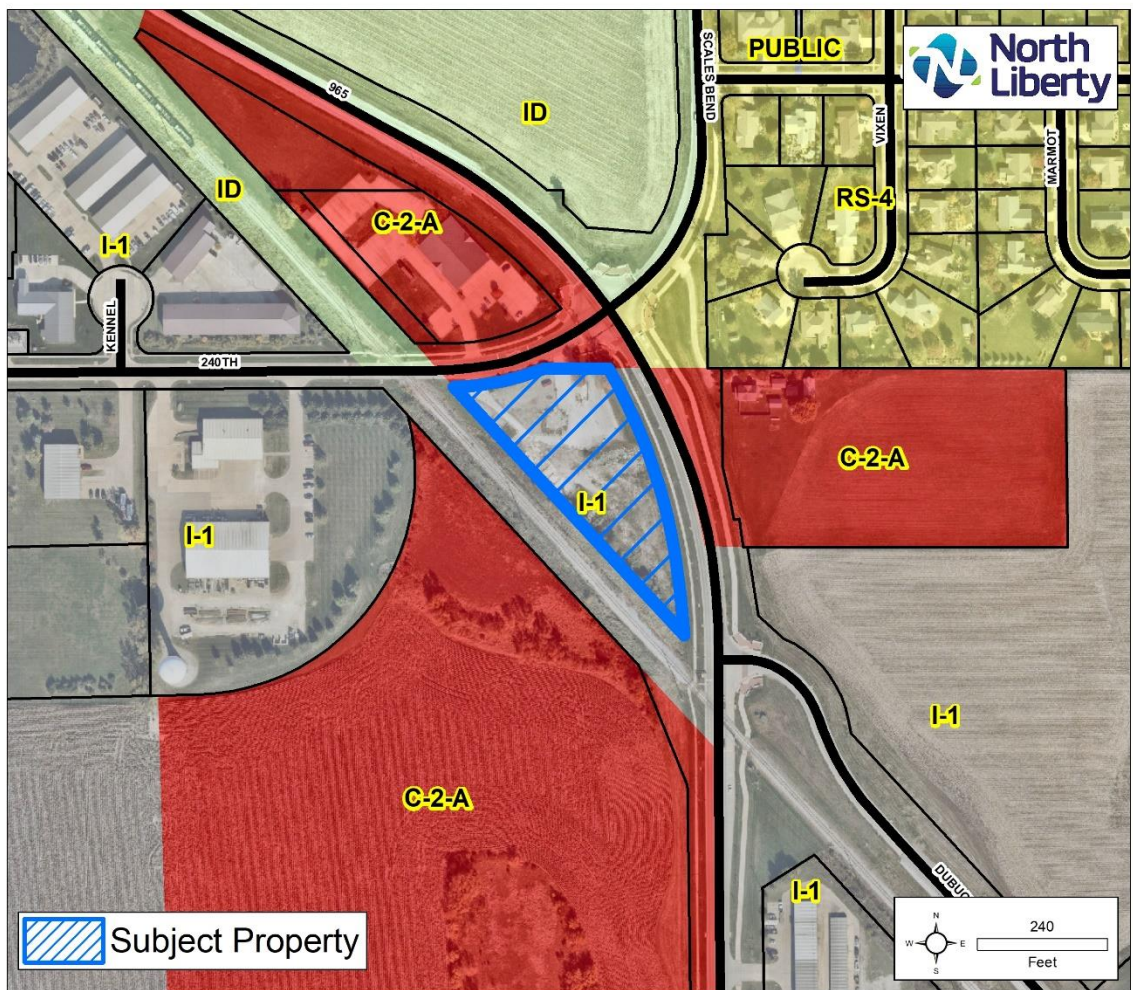 965
SCALES BEND
PUBLIC
North
Liberty
ID
VIXEN
MARMOT
ID
C-2-A
RS-4
I-1
KENNEL
240TH
C-2-A
I-1
I-1
I-1
C-2-A
DUBUQ
I-1
Subject Property
N
W E
S
240
Feet